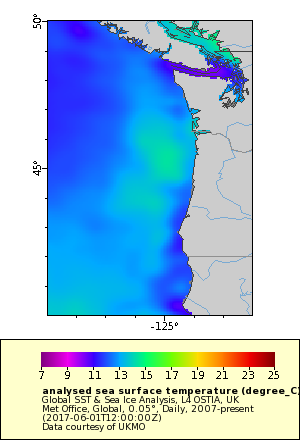 50°
45°
-125°
7 9 11 13 15 17 19 21 23 25
analysed sea surface temperature (degree_C)
Global SST & Sea Ice Analysis, L4 OSTIA, UK
Met Office, Global, 0.05°, Daily, 2007-present
(2017-06-01T12:00:00Z)
Data courtesy of UKMO